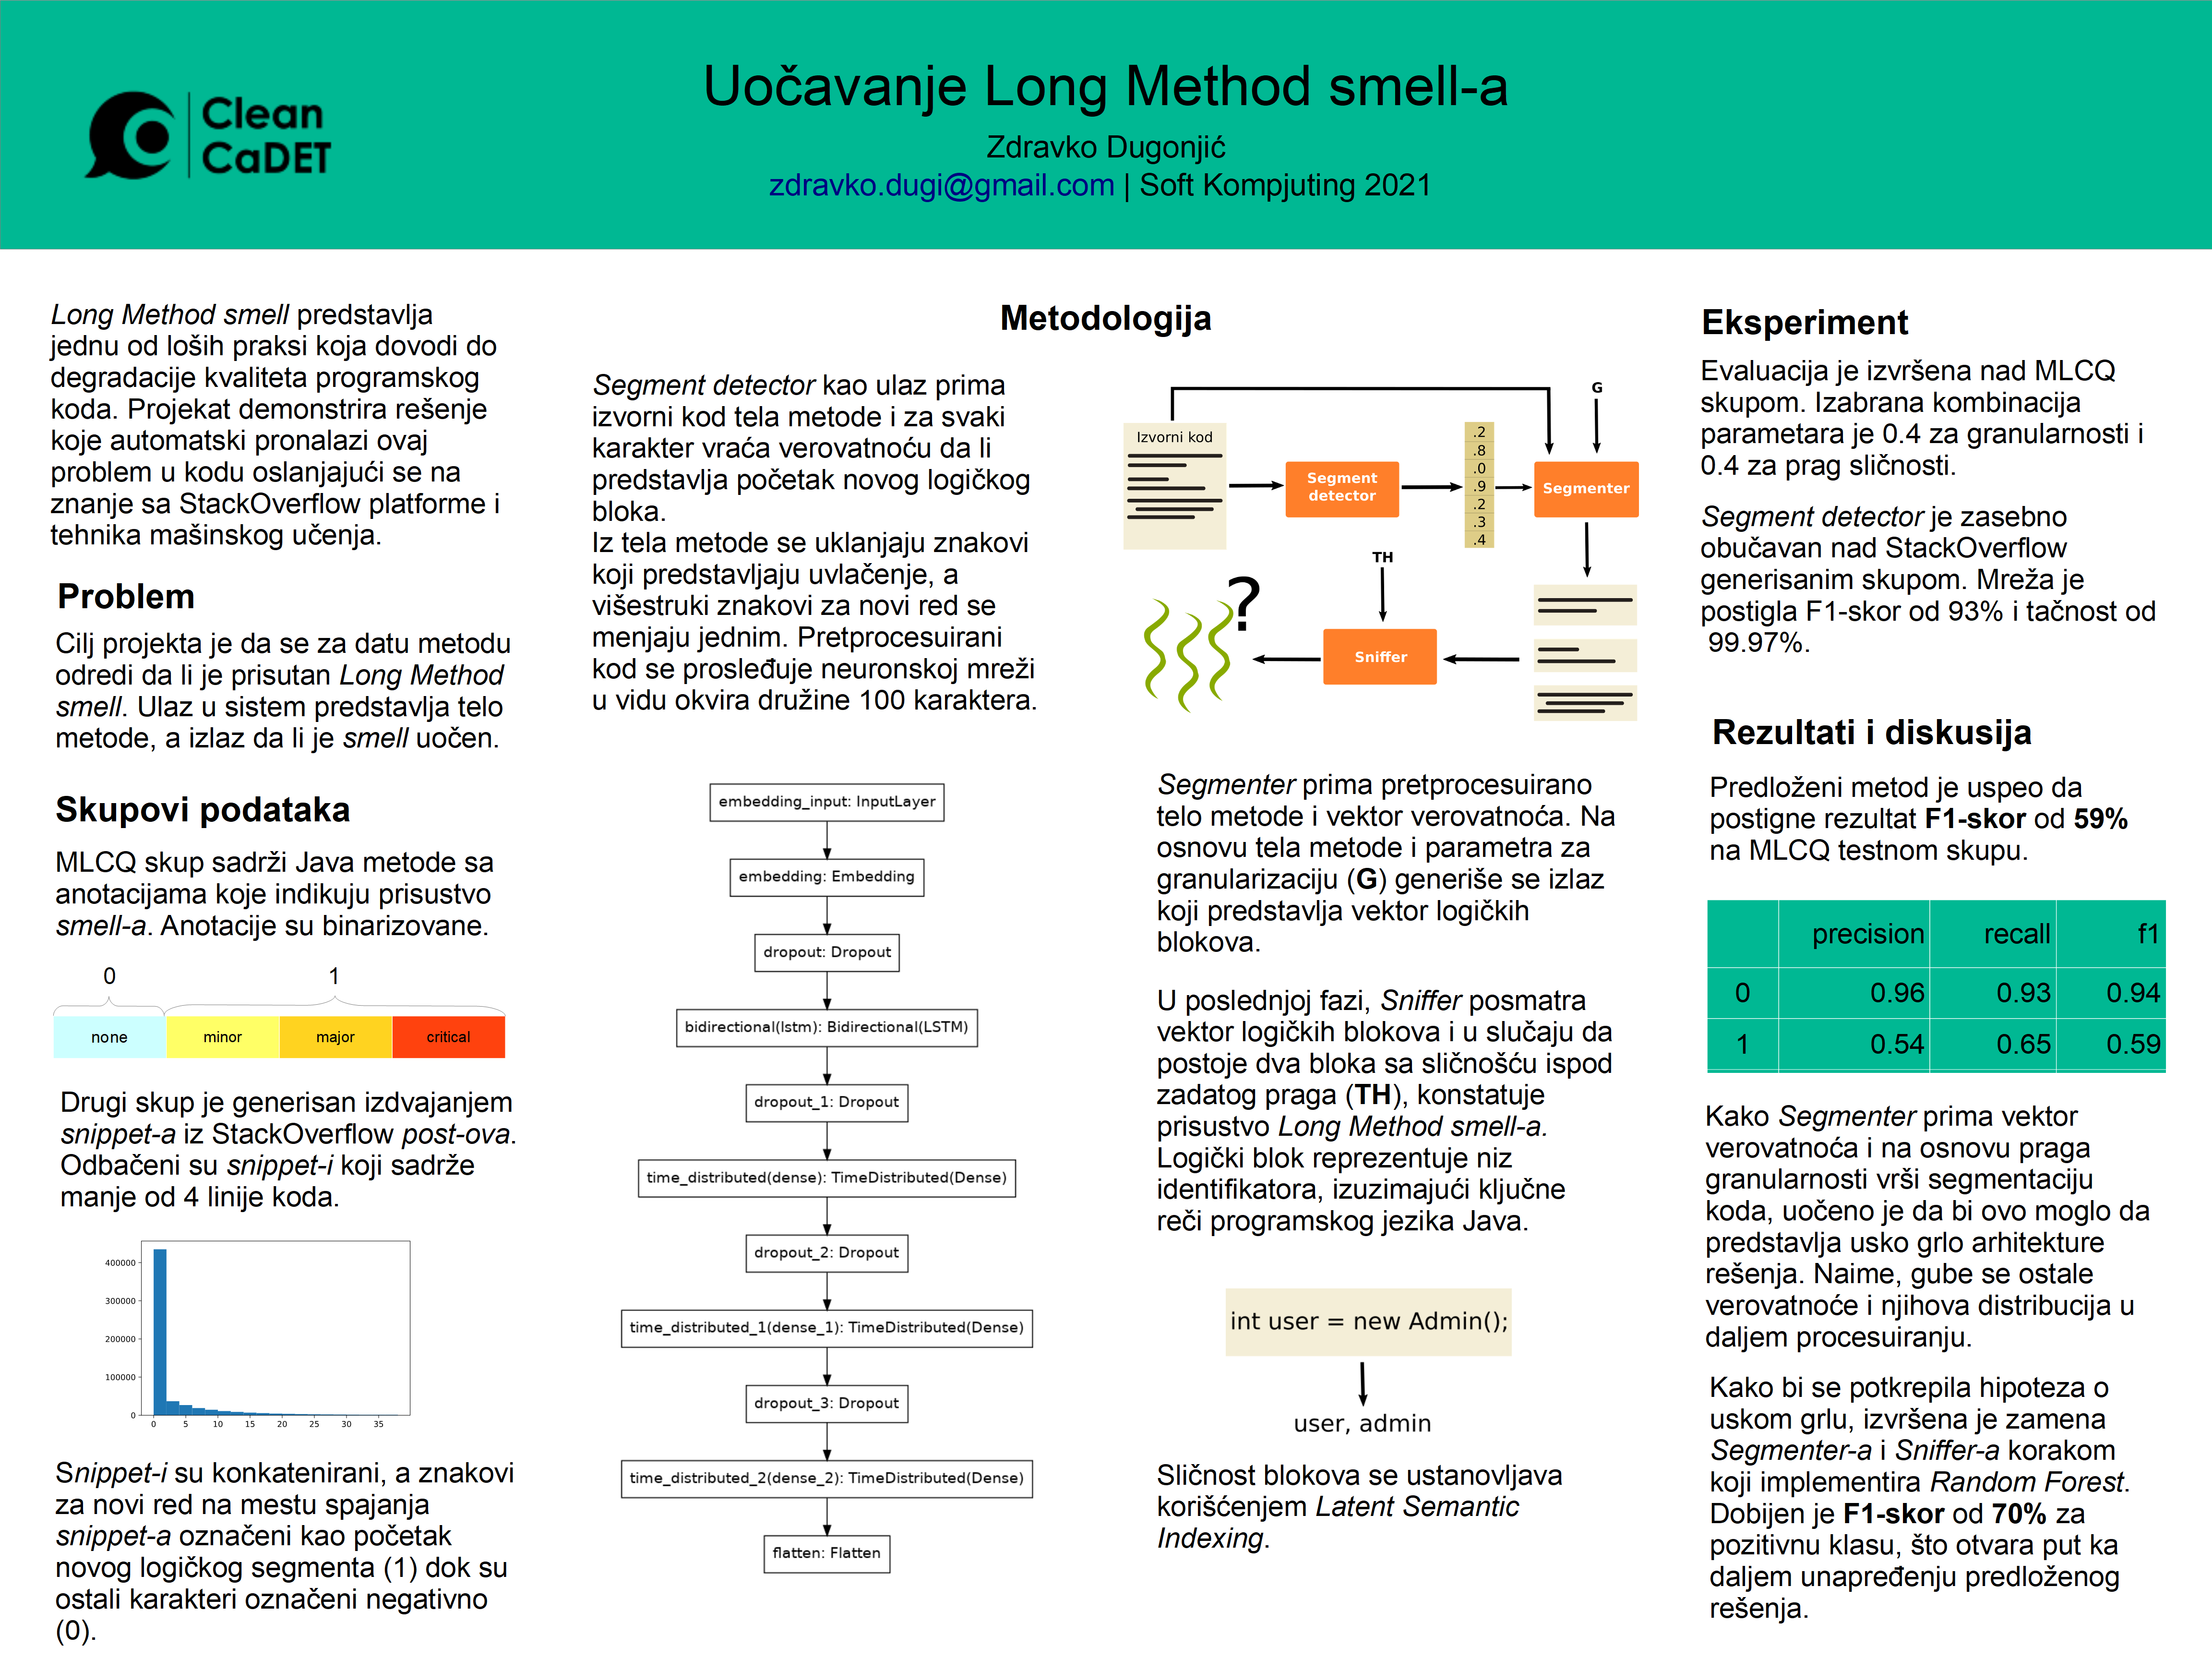 Clean
CaDET
Uočavanje Long Method smell-a
Zdravko Dugonjić
zdravko.dugi@gmail.com | Soft Kompjuting 2021
Long Method smell predstavlja
jednu od loših praksi koja dovodi do
degradacije kvaliteta programskog
koda. Projekat demonstrira rešenje
koje automatski pronalazi ovaj
problem u kodu oslanjajući se na
znanje sa StackOverflow platforme i
tehnika mašinskog učenja.
Problem
Cilj projekta je da se za datu metodu
odredi da li je prisutan Long Method
smell. Ulaz u sistem predstavlja telo
metode, a izlaz da li je smell uočen.
Skupovi podataka
MLCQ skup sadrži Java metode sa
anotacijama koje indikuju prisustvo
smell-a. Anotacije su binarizovane.
0 1
none minor major critical
Drugi skup je generisan izdvajanjem
snippet-a iz StackOverflow post-ova.
Odbačeni su snippet-i koji sadrže
manje od 4 linije koda.
400000
300000
200000
100000
0
0 5 10 15 20 25 30 35
Snippet-i su konkatenirani, a znakovi
za novi red na mestu spajanja
snippet-a označeni kao početak
novog logičkog segmenta (1) dok su
ostali karakteri označeni negativno
(0).
Metodologija
Segment detector kao ulaz prima
izvorni kod tela metode i za svaki
karakter vraća verovatnoću da li
predstavlja početak novog logičkog
bloka.
Iz tela metode se uklanjaju znakovi
koji predstavljaju uvlačenje, a
višestruki znakovi za novi red se
menjaju jednim. Pretprocesuirani
kod se prosleđuje neuronskoj mreži
u vidu okvira družine 100 karaktera.
embedding_input: InputLayer
embedding: Embedding
dropout: Dropout
bidirectional(lstm): Bidirectional(LSTM)
dropout_1: Dropout
time_distributed(dense): TimeDistributed(Dense)
dropout_2: Dropout
time_distributed_1(dense_1): TimeDistributed(Dense)
dropout_3: Dropout
time_distributed_2(dense_2): TimeDistributed(Dense)
flatten: Flatten
G
Izvorni kod
Segment
detector
.2
.8
.0
.9
.2
.3
.4
Segmenter
TH
?
Sniffer
Segmenter prima pretprocesuirano
telo metode i vektor verovatnoća. Na
osnovu tela metode i parametra za
granularizaciju (G) generiše se izlaz
koji predstavlja vektor logičkih
blokova.
U poslednjoj fazi, Sniffer posmatra
vektor logičkih blokova i u slučaju da
postoje dva bloka sa sličnošću ispod
zadatog praga (TH), konstatuje
prisustvo Long Method smell-a.
Logički blok reprezentuje niz
identifikatora, izuzimajući ključne
reči programskog jezika Java.
int user = new Admin();
user, admin
Sličnost blokova se ustanovljava
korišćenjem Latent Semantic
Indexing.
Eksperiment
Evaluacija je izvršena nad MLCQ
skupom. Izabrana kombinacija
parametara je 0.4 za granularnosti i
0.4 za prag sličnosti.
Segment detector je zasebno
obučavan nad StackOverflow
generisanim skupom. Mreža je
postigla F1-skor od 93% i tačnost od
99.97%.
Rezultati i diskusija
Predloženi metod je uspeo da
postigne rezultat F1-skor od 59%
na MLCQ testnom skupu.
precision recall f1
0 0.96 0.93 0.94
1 0.54 0.65 0.59
Kako Segmenter prima vektor
verovatnoća i na osnovu praga
granularnosti vrši segmentaciju
koda, uočeno je da bi ovo moglo da
predstavlja usko grlo arhitekture
rešenja. Naime, gube se ostale
verovatnoće i njihova distribucija u
daljem procesuiranju.
Kako bi se potkrepila hipoteza o
uskom grlu, izvršena je zamena
Segmenter-a i Sniffer-a korakom
koji implementira Random Forest.
Dobijen je F1-skor od 70% za
pozitivnu klasu, što otvara put ka
daljem unapređenju predloženog
rešenja.